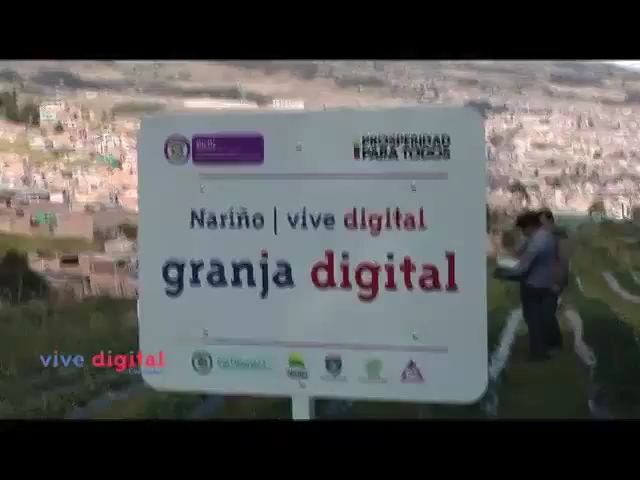 PROSPERIDAD
PARA TODOS
Nariño | vive digital
granja digital
vive digital